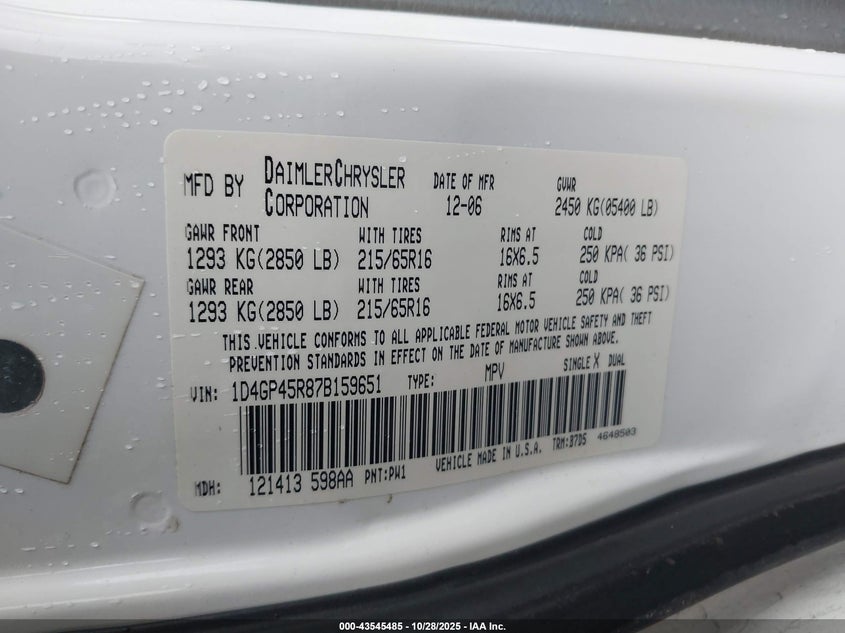 MFD BY DAIMLERCHRYSLER CORPORATION DATE OF MFR 12-06 GVWR 2450 KG(05400 LB)
GAWR FRONT WITH TIRES RIMS AT COLD
1293 KG(2850 LB) 215/65R16 16X6.5 250 KPA( 36 PSI)
GAWR REAR WITH TIRES RIMS AT COLD
1293 KG(2850 LB) 215/65R16 16X6.5 250 KPA( 36 PSI)
THIS VEHICLE CONFORMS TO ALL APPLICABLE FEDERAL MOTOR VEHICLE SAFETY AND THEFT
PREVENTION STANDARDS IN EFFECT ON THE DATE OF MANUFACTURE SHOWN ABOVE.
VIN: 1D4GP45R87B159651 TYPE: MPV SINGLE X DUAL
MDH: 121413 598AA PNT:PW1 VEHICLE MADE IN U.S.A. TRM:B7D5 4648503
000-43545485 | 10/28/2025 - IAA Inc.